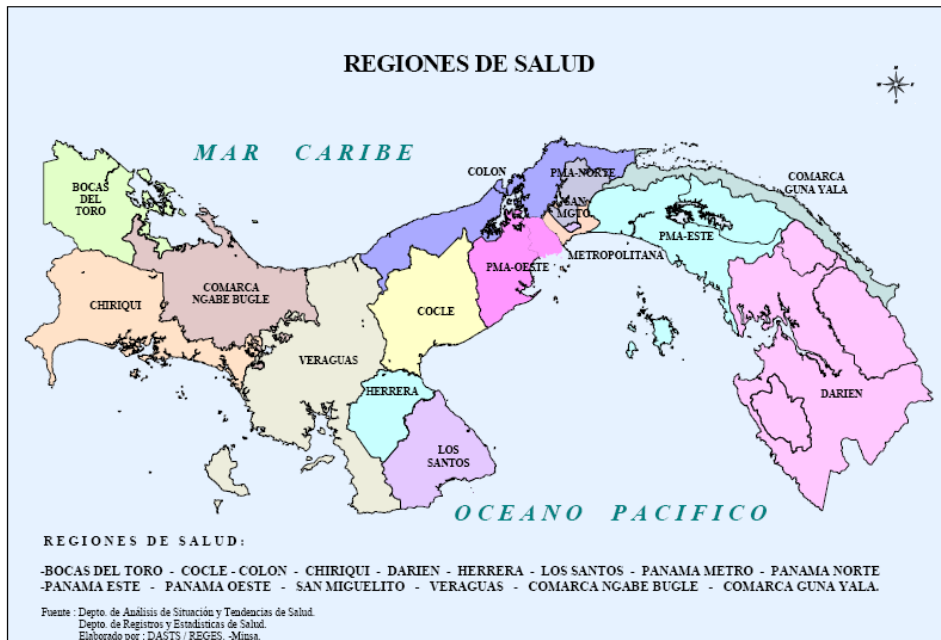 REGIONES DE SALUD
MAR CARIBE
COLON
PMA-NORTE
COMARCA
GUNA YALA
BOCAS
DEL
TORO
SAN
MGTO
PMA-ESTE
METROPOLITANA
PMA-OESTE
COMARCA
NGABE BUGLE
CHIRIQUI
COCLE
VERAGUAS
HERRERA
DARIEN
LOS
SANTOS
OCEANO PACIFICO
REGIONES DE SALUD:
-BOCAS DEL TORO - COCLE - COLON - CHIRIQUI - DARIEN - HERRERA - LOS SANTOS - PANAMA METRO - PANAMA NORTE
-PANAMA ESTE - PANAMA OESTE - SAN MIGUELITO - VERAGUAS - COMARCA NGABE BUGLE - COMARCA GUNA YALA.
Fuente : Depto. de Análisis de Situación y Tendencias de Salud.
Depto. de Registros y Estadísticas de Salud.
Elaborado por : DASTS / REGES. -Minsa.